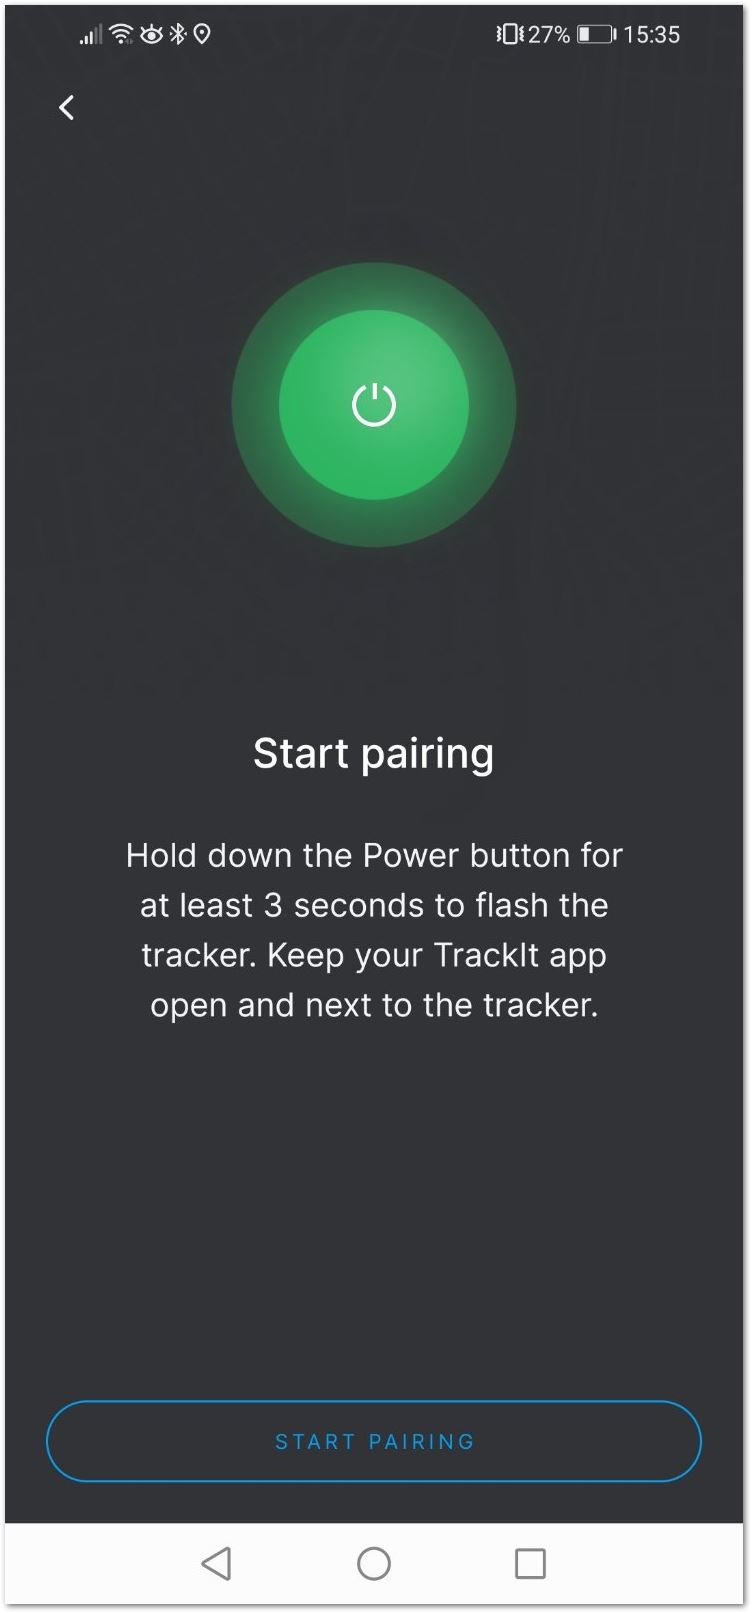 27% 15:35
Start pairing
Hold down the Power button for
at least 3 seconds to flash the
tracker. Keep your TrackIt app
open and next to the tracker.
START PAIRING